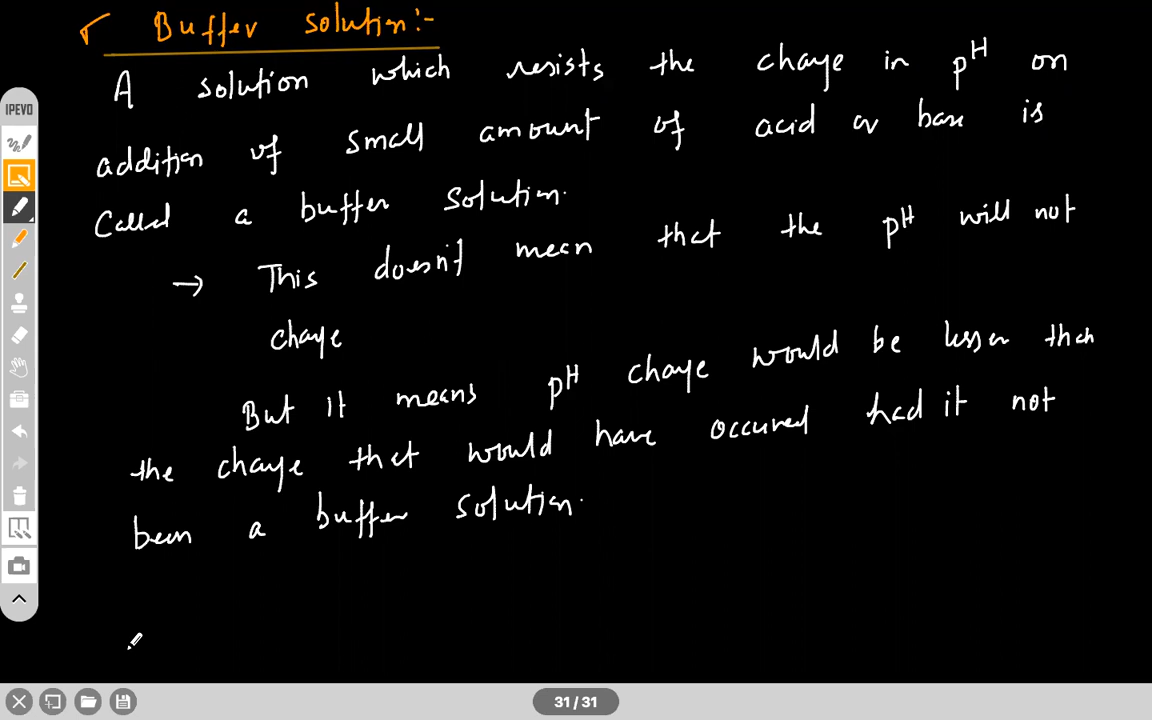 Buffer solution:-
A solution which resists the change in pH on
addition of small amount of acid or base is
Called a buffer solution.
→ This doesn't mean that the pH will not
change
But it means pH change would be lesser than
the change that would have occured had it not
been a buffer solution.
IPEVO
31/31